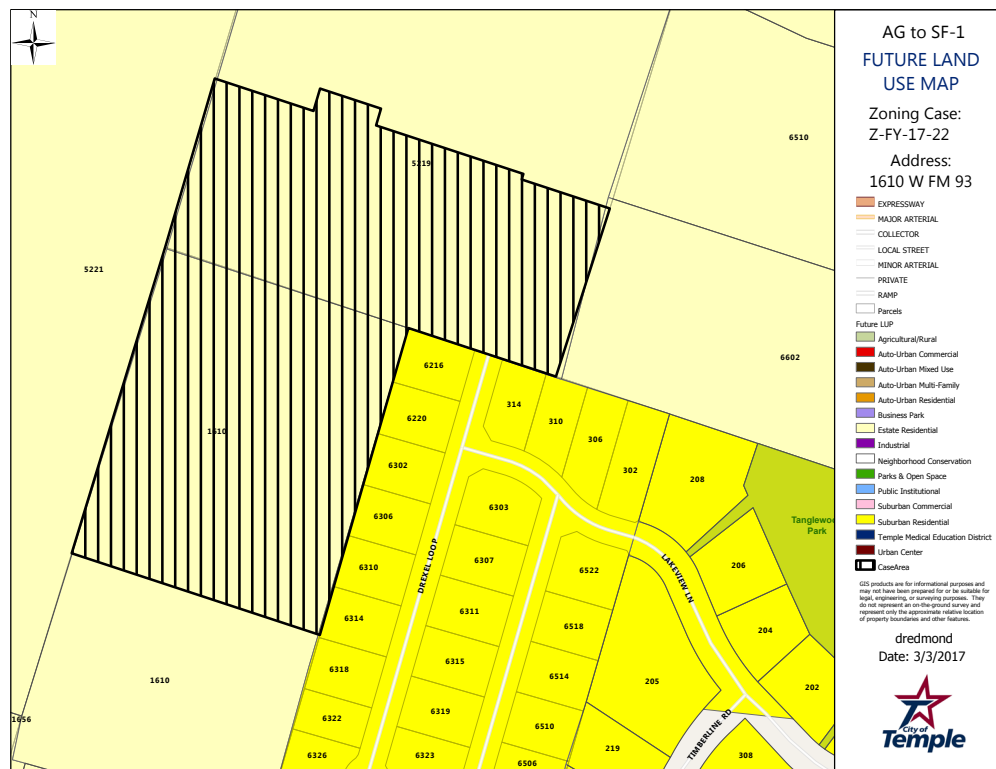 N
6510
5219
5221
6602
6216
314
6220
310
306
302
1610
6302
208
6303
6306
Tanglewoo
Park
6307
6310
6522
206
DREXEL LOOP
LAKEVIEW LN
6311
6314
6518
204
6315
6318
6514
1610
205
202
6319
6322
6510
1656
TIMBERLINE RD
219
6326
6323
6506
308
AG to SF-1
FUTURE LAND
USE MAP
Zoning Case:
Z-FY-17-22
Address:
1610 W FM 93
EXPRESSWAY
MAJOR ARTERIAL
COLLECTOR
LOCAL STREET
MINOR ARTERIAL
PRIVATE
RAMP
Parcels
Future LUP
Agricultural/Rural
Auto-Urban Commercial
Auto-Urban Mixed Use
Auto-Urban Multi-Family
Auto-Urban Residential
Business Park
Estate Residential
Industrial
Neighborhood Conservation
Parks & Open Space
Public Institutional
Suburban Commercial
Suburban Residential
Temple Medical Education District
Urban Center
CaseArea
GIS products are for informational purposes and
may not have been prepared for or be suitable for
legal, engineering, or surveying purposes. They
do not represent an on-the-ground survey and
represent only the approximate relative location
of property boundaries and other features.
dredmond
Date: 3/3/2017
City of
Temple